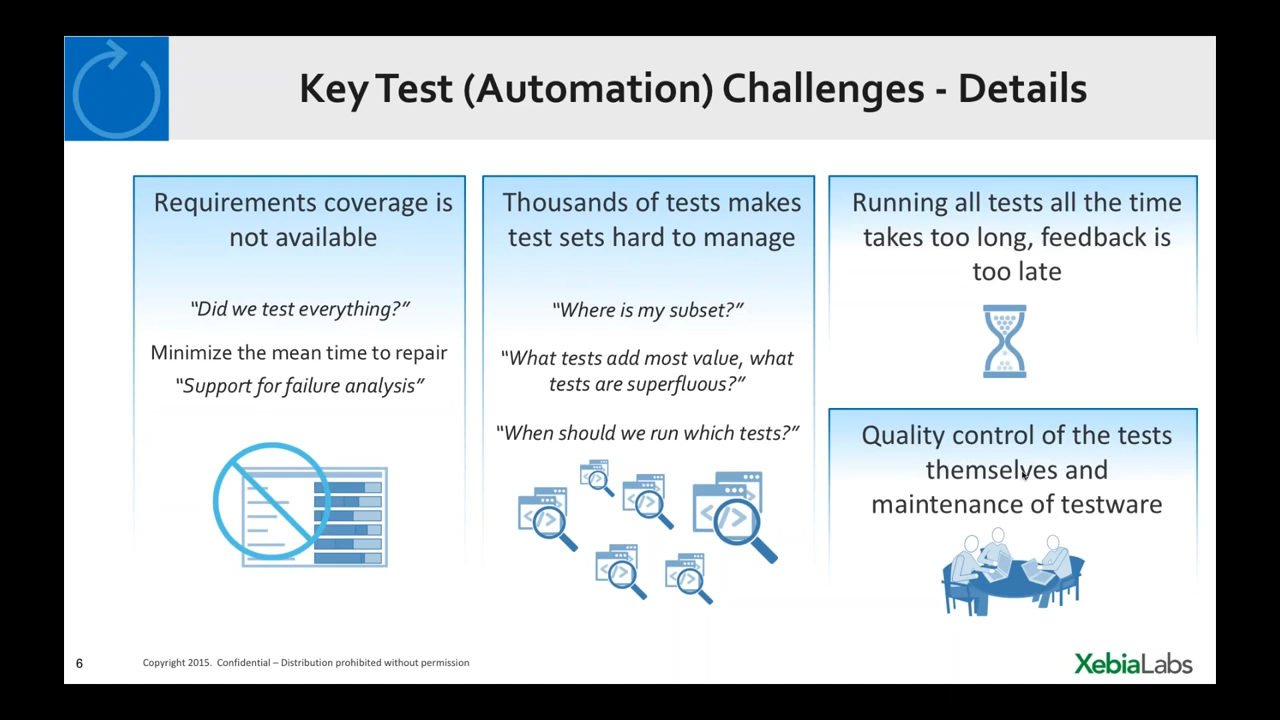 Key Test (Automation) Challenges - Details
Requirements coverage is
not available
“Did we test everything?”
Minimize the mean time to repair
“Support for failure analysis”
Thousands of tests makes
test sets hard to manage
“Where is my subset?”
“What tests add most value, what
tests are superfluous?”
“When should we run which tests?”
</>
</>
</>
</>
</>
</>
Running all tests all the time
takes too long, feedback is
too late
Quality control of the tests
themselves and
maintenance of testware
6
Copyright 2015.  Confidential – Distribution prohibited without permission
XebiaLabs